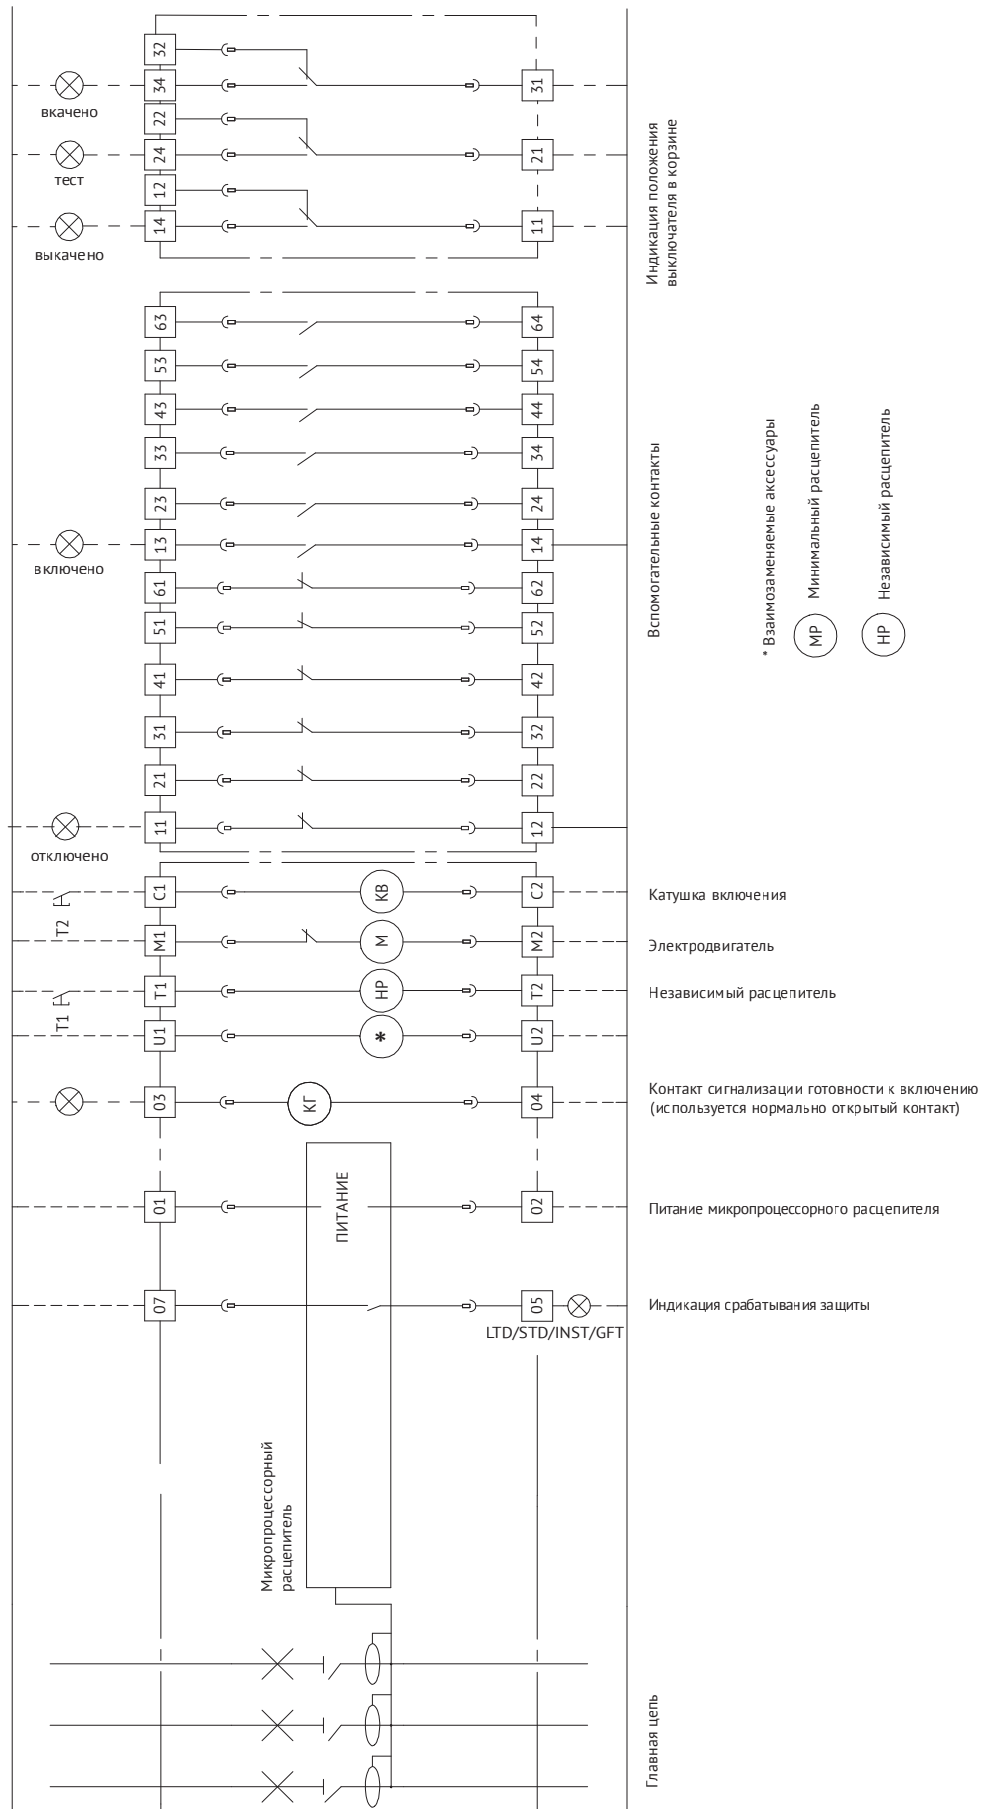 32
34
31
вкачено
22
24
21
тест
12
14
11
выкачено
Индикация положения
выключателя в корзине
63
64
53
54
43
44
33
34
23
24
13
14
включено
61
62
51
52
41
42
31
32
21
22
11
12
отключено
Вспомогательные контакты
* Взаимозаменяемые аксессуары
МР
Минимальный расцепитель
НР
Независимый расцепитель
C1
КВ
C2
Катушка включения
T2
M1
М
M2
Электродвигатель
T1
НР
T2
Независимый расцепитель
T1
U1
*
U2
03
КГ
04
Контакт сигнализации готовности к включению
(используется нормально открытый контакт)
01
ПИТАНИЕ
02
Питание микропроцессорного расцепителя
07
05
Индикация срабатывания защиты
LTD/STD/INST/GFT
Микропроцессорный
расцепитель
Главная цепь